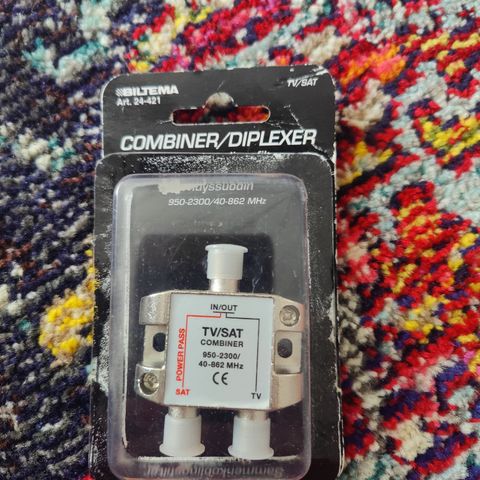 BILTEMA
Art. 24-421
TV/SAT
COMBINER/DIPLEXER
950-2300/40-862 MHz
IN/OUT
TV/SAT
COMBINER
950-2300/
40-862 MHz
CE
POWER PASS
SAT
TV